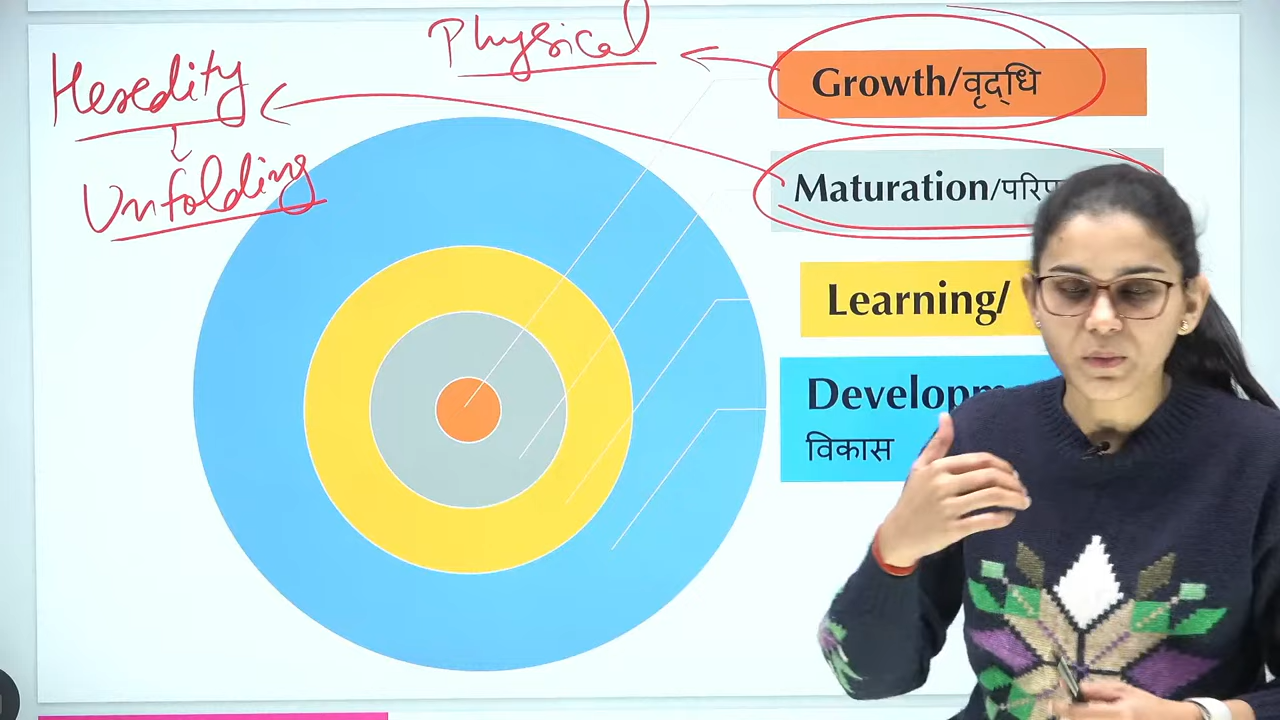 Physical
Growth/वृद्धि
Heredity
Unfolding
Maturation/परिप
Learning/
Developm
विकास